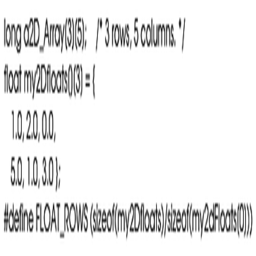 long a2D_Array(3)(5);   /* 3 rows, 5 columns. */
float my2Dfloats()(3) = {
1.0, 2.0, 0.0,
5.0, 1.0, 3.0 };
#define FLOAT_ROWS (sizeof(my2Dfloats)/sizeof(my2dFloats(0)))